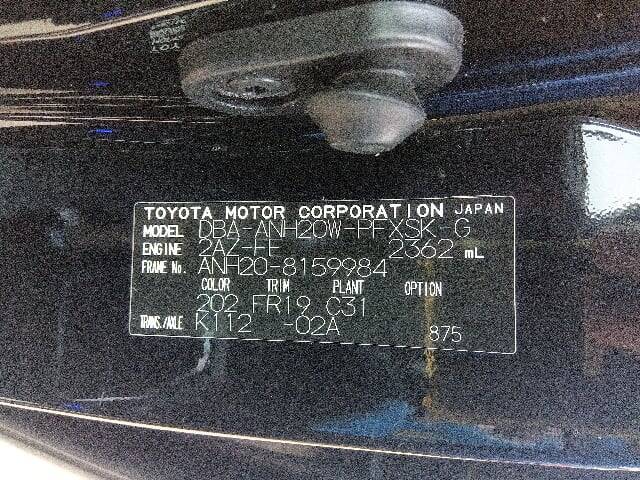 TOYOTA
TOYOTA MOTOR CORPORATION JAPAN
MODEL DBA-ANH20W-PFXSK-G
ENGINE 2AZ-FE 2362 mL
FRAME No. ANH20-8159984
COLOR TRIM PLANT OPTION
202 FR19 C31
TRANS./AXLE K112 -02A 875